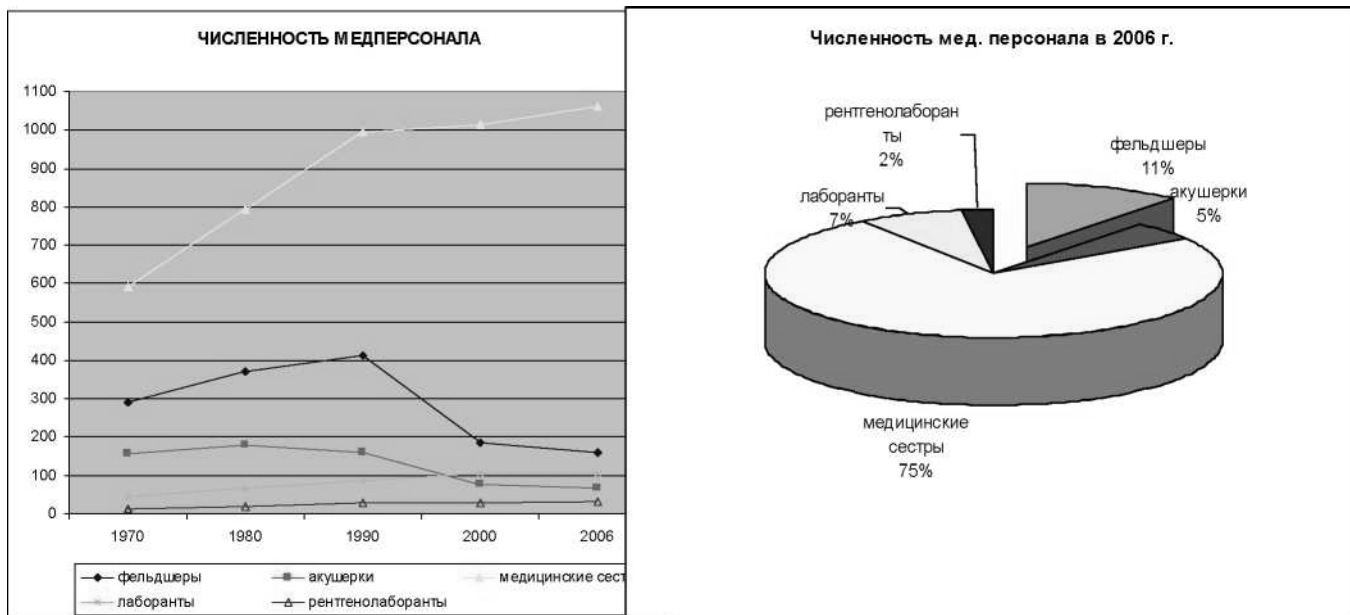 ЧИСЛЕННОСТЬ МЕДПЕРСОНАЛА
1100
1000
900
800
700
600
500
400
300
200
100
0
1970 1980 1990 2000 2006
фельдшеры акушерки медицинские сест
лаборанты рентгенолаборанты
Численность мед. персонала в 2006 г.
рентгенолаборан
ты
2%
фельдшеры
11%
акушерки
5%
лаборанты
7%
медицинские
сестры
75%